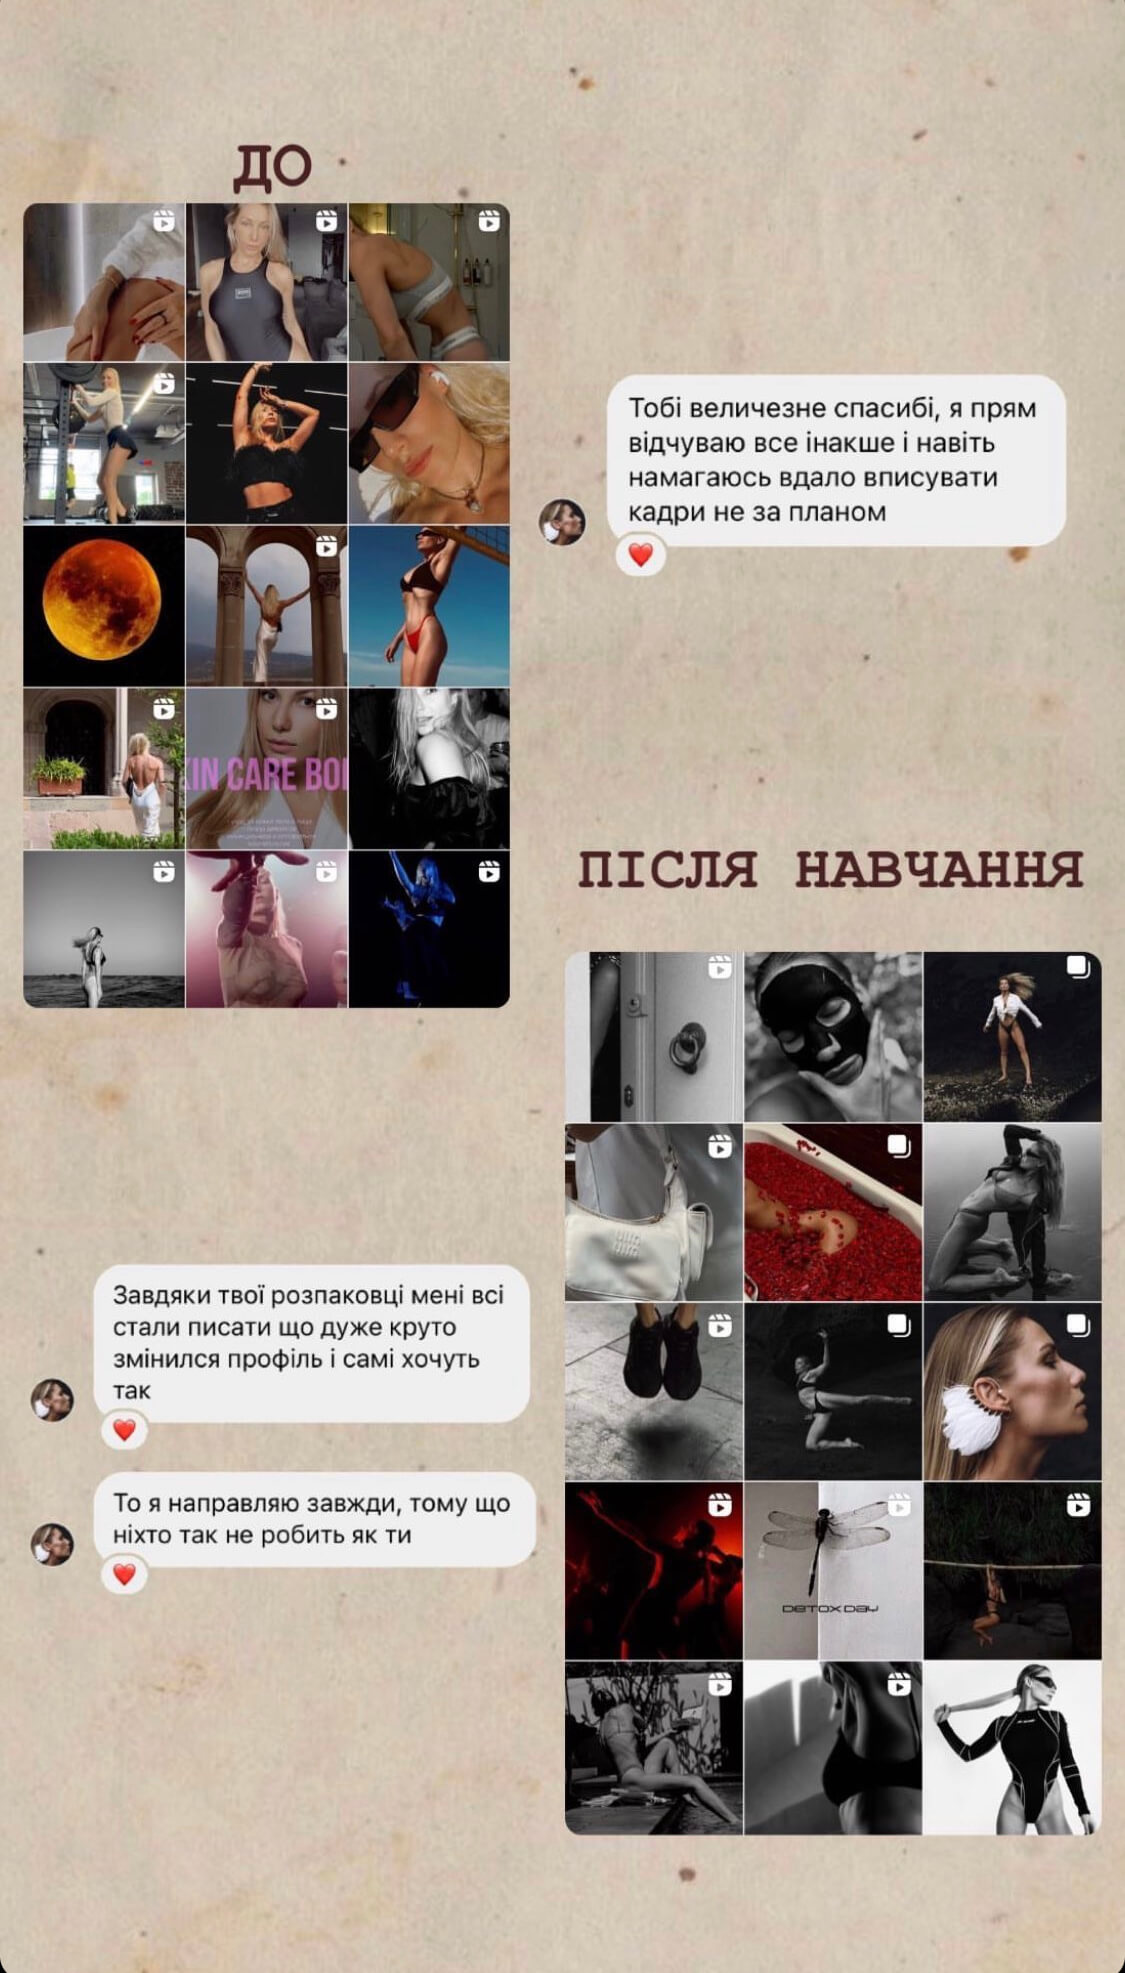 ДО
Тобі величезне спасибі, я прям
відчуваю все інакше і навіть
намагаюсь вдало вписувати
кадри не за планом
IN CARE BO
ПІСЛЯ НАВЧАННЯ
Завдяки твої розпаковці мені всі
стали писати що дуже круто
змінился профіль і самі хочуть
так
То я направляю завжди, тому що
ніхто так не робить як ти
DETOX DAY